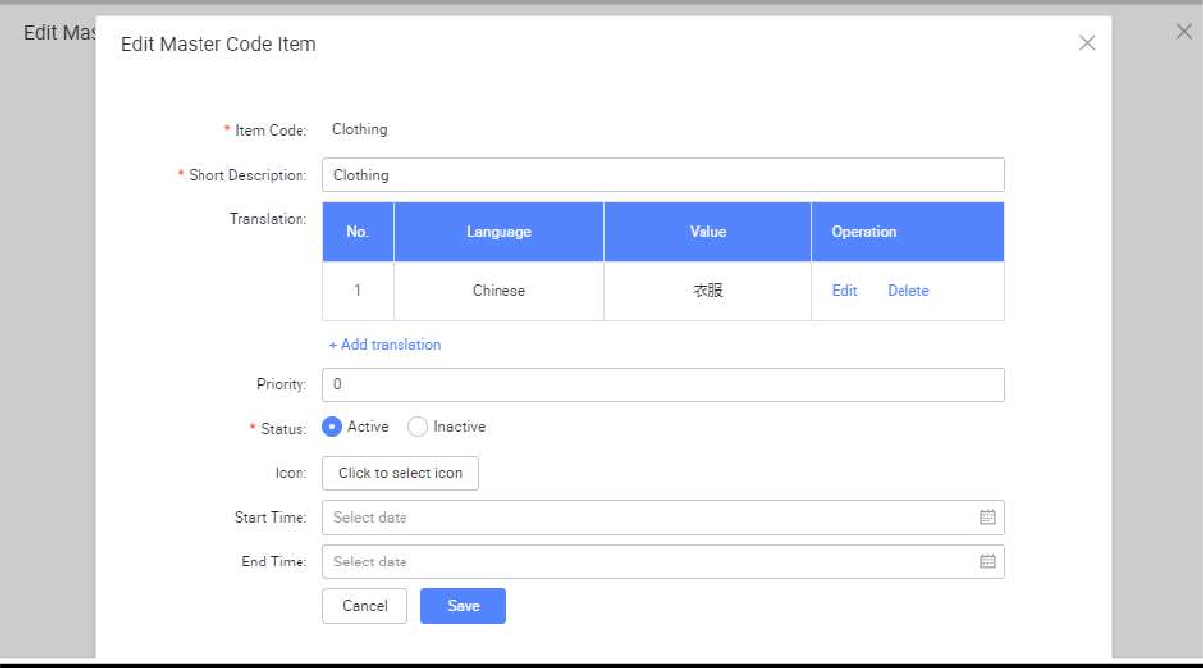 Edit Mas
Edit Master Code Item
* Item Code: Clothing
* Short Description: Clothing
Translation:
No. Language Value Operation
1 Chinese 衣服 Edit Delete
+ Add translation
Priority: 0
* Status: Active Inactive
Icon: Click to select icon
Start Time: Select date
End Time: Select date
Cancel Save